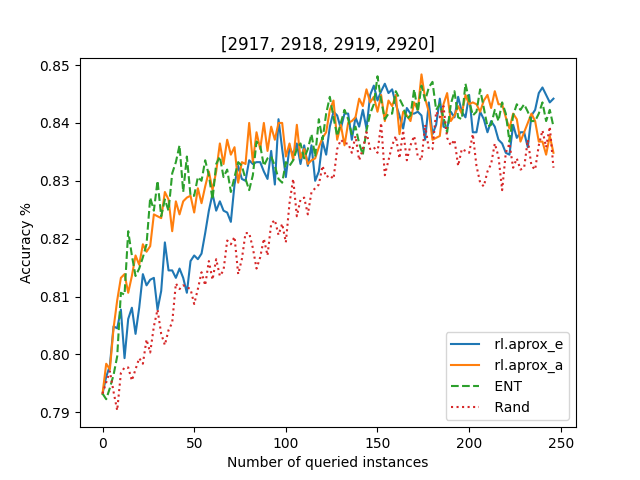 [2917, 2918, 2919, 2920]
Accuracy %
0.85
0.84
0.83
0.82
0.81
0.80
0.79
0 50 100 150 200 250
Number of queried instances
rl.aprox_e
rl.aprox_a
ENT
Rand